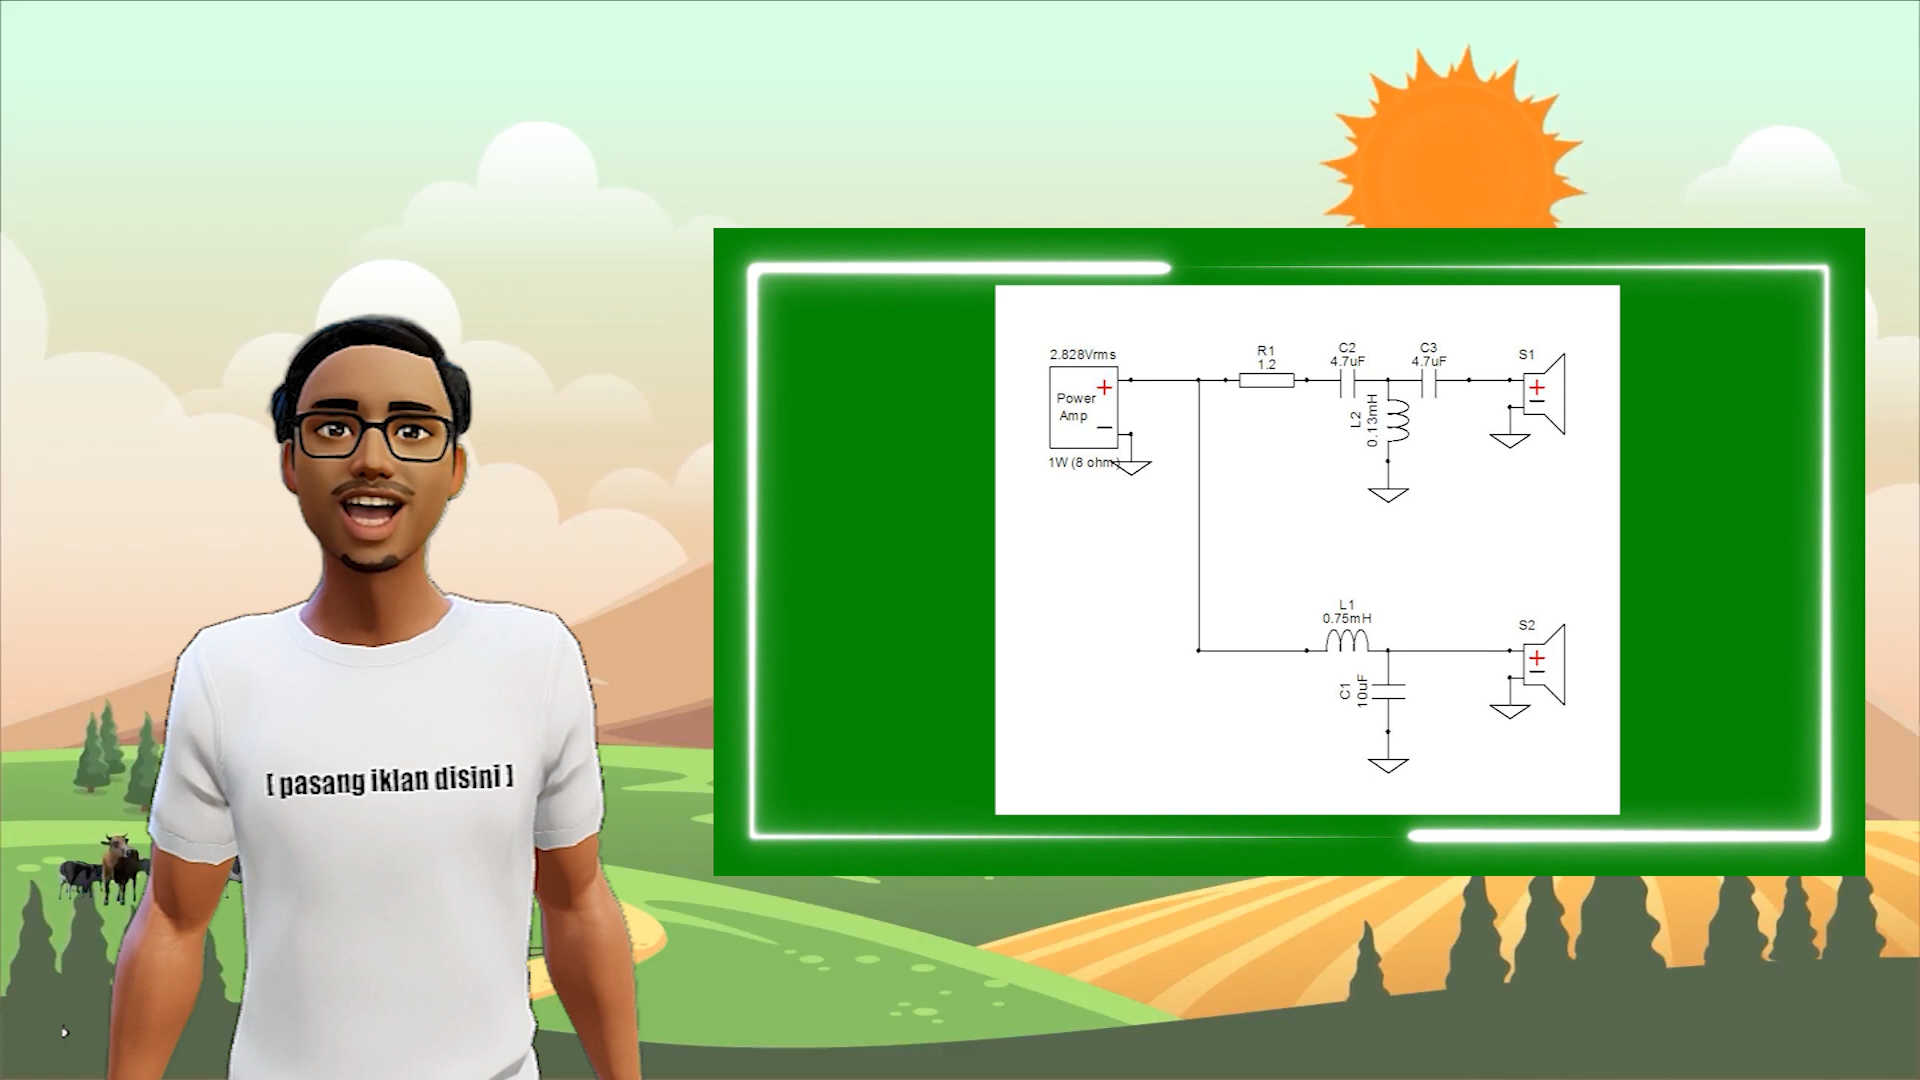 [ pasang iklan disini ]
2.828Vrms
Power
Amp
+
−
1W (8 ohm)
R1
1.2
C2
4.7uF
C3
4.7uF
L2
0.13mH
S1
+
−
L1
0.75mH
C1
10uF
S2
+
−